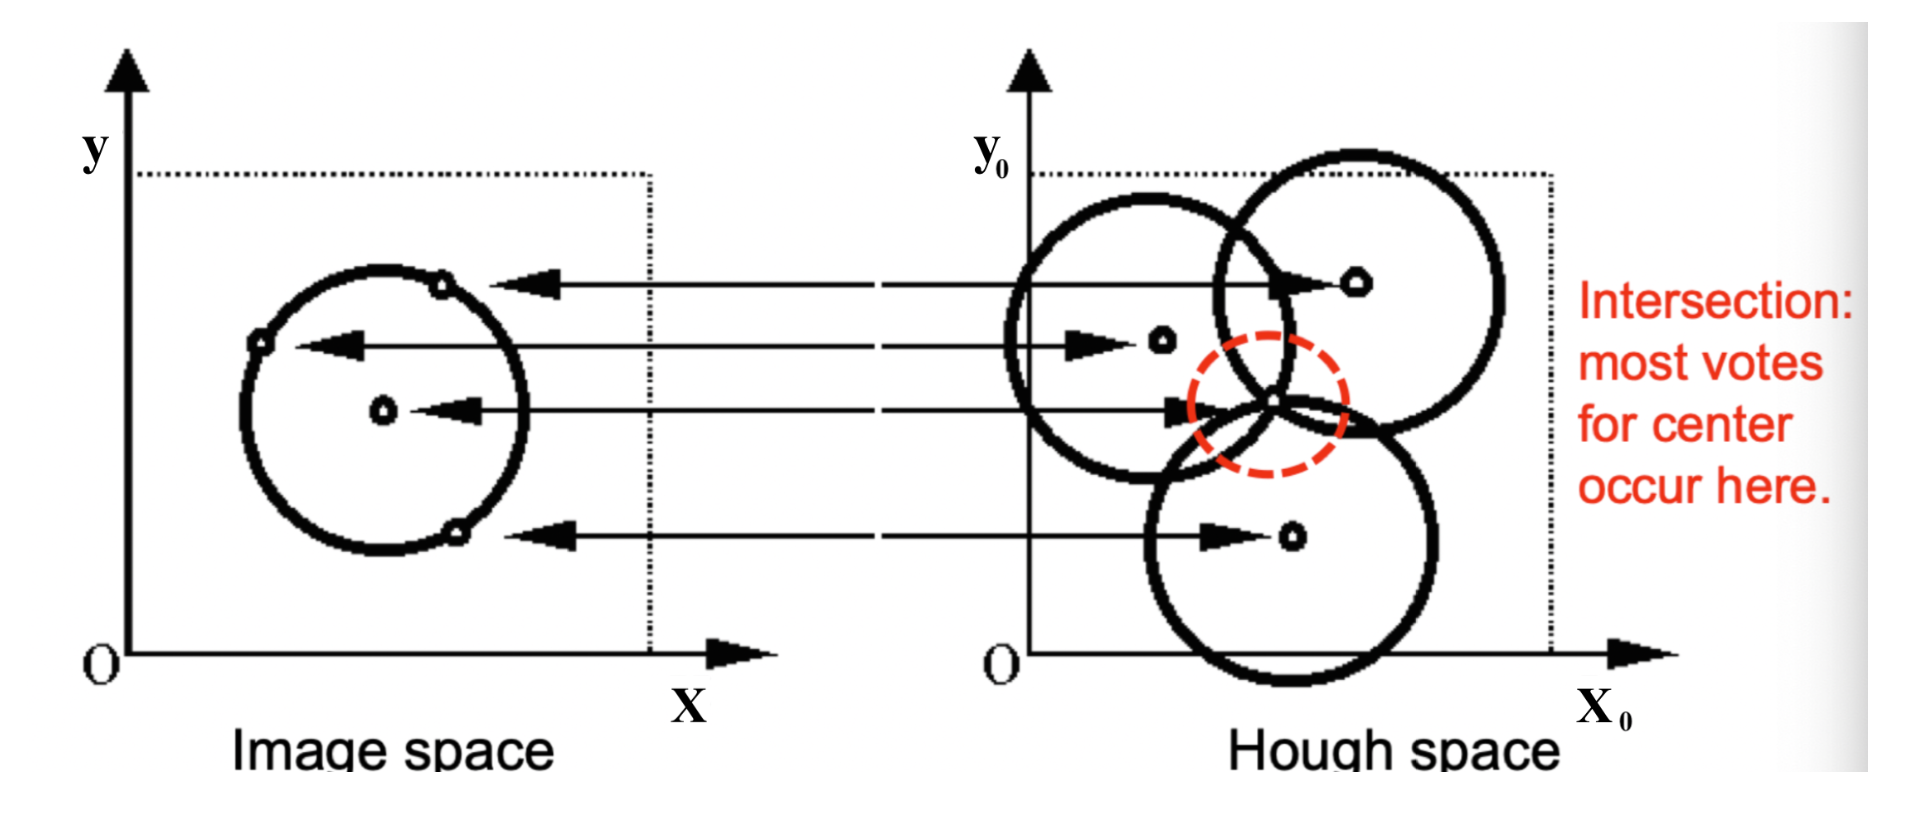 y
O
X
Image space
y₀
O
X₀
Hough space
Intersection:
most votes
for center
occur here.